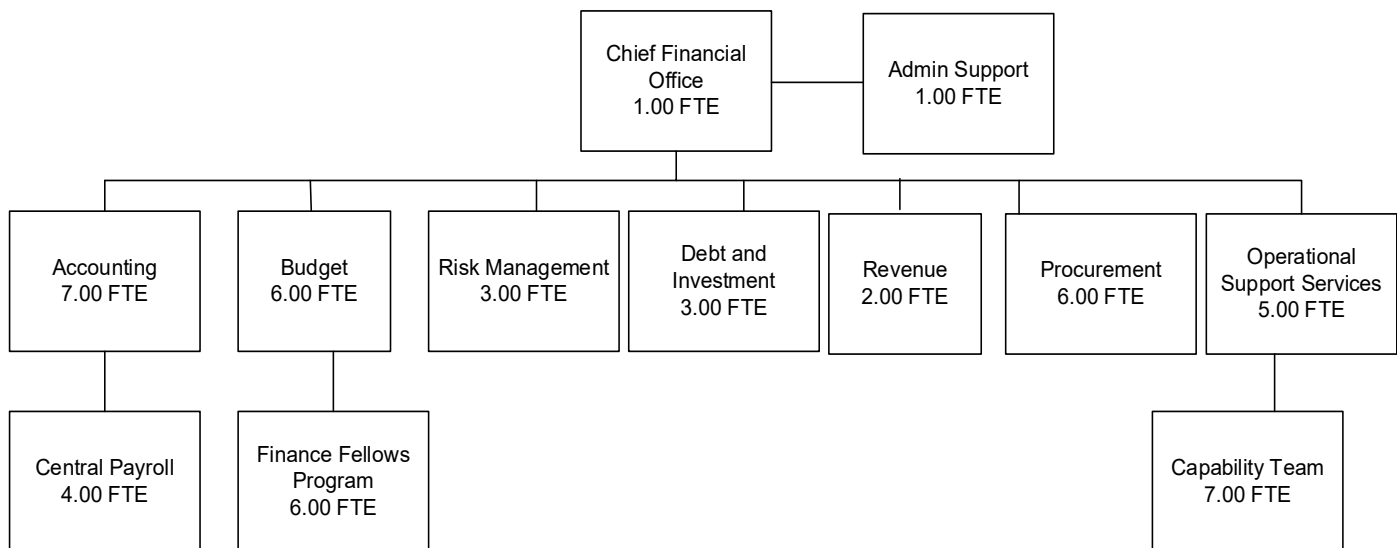 Chief Financial
Office
1.00 FTE
Admin Support
1.00 FTE
Accounting
7.00 FTE
Budget
6.00 FTE
Risk Management
3.00 FTE
Debt and
Investment
3.00 FTE
Revenue
2.00 FTE
Procurement
6.00 FTE
Operational
Support Services
5.00 FTE
Central Payroll
4.00 FTE
Finance Fellows
Program
6.00 FTE
Capability Team
7.00 FTE